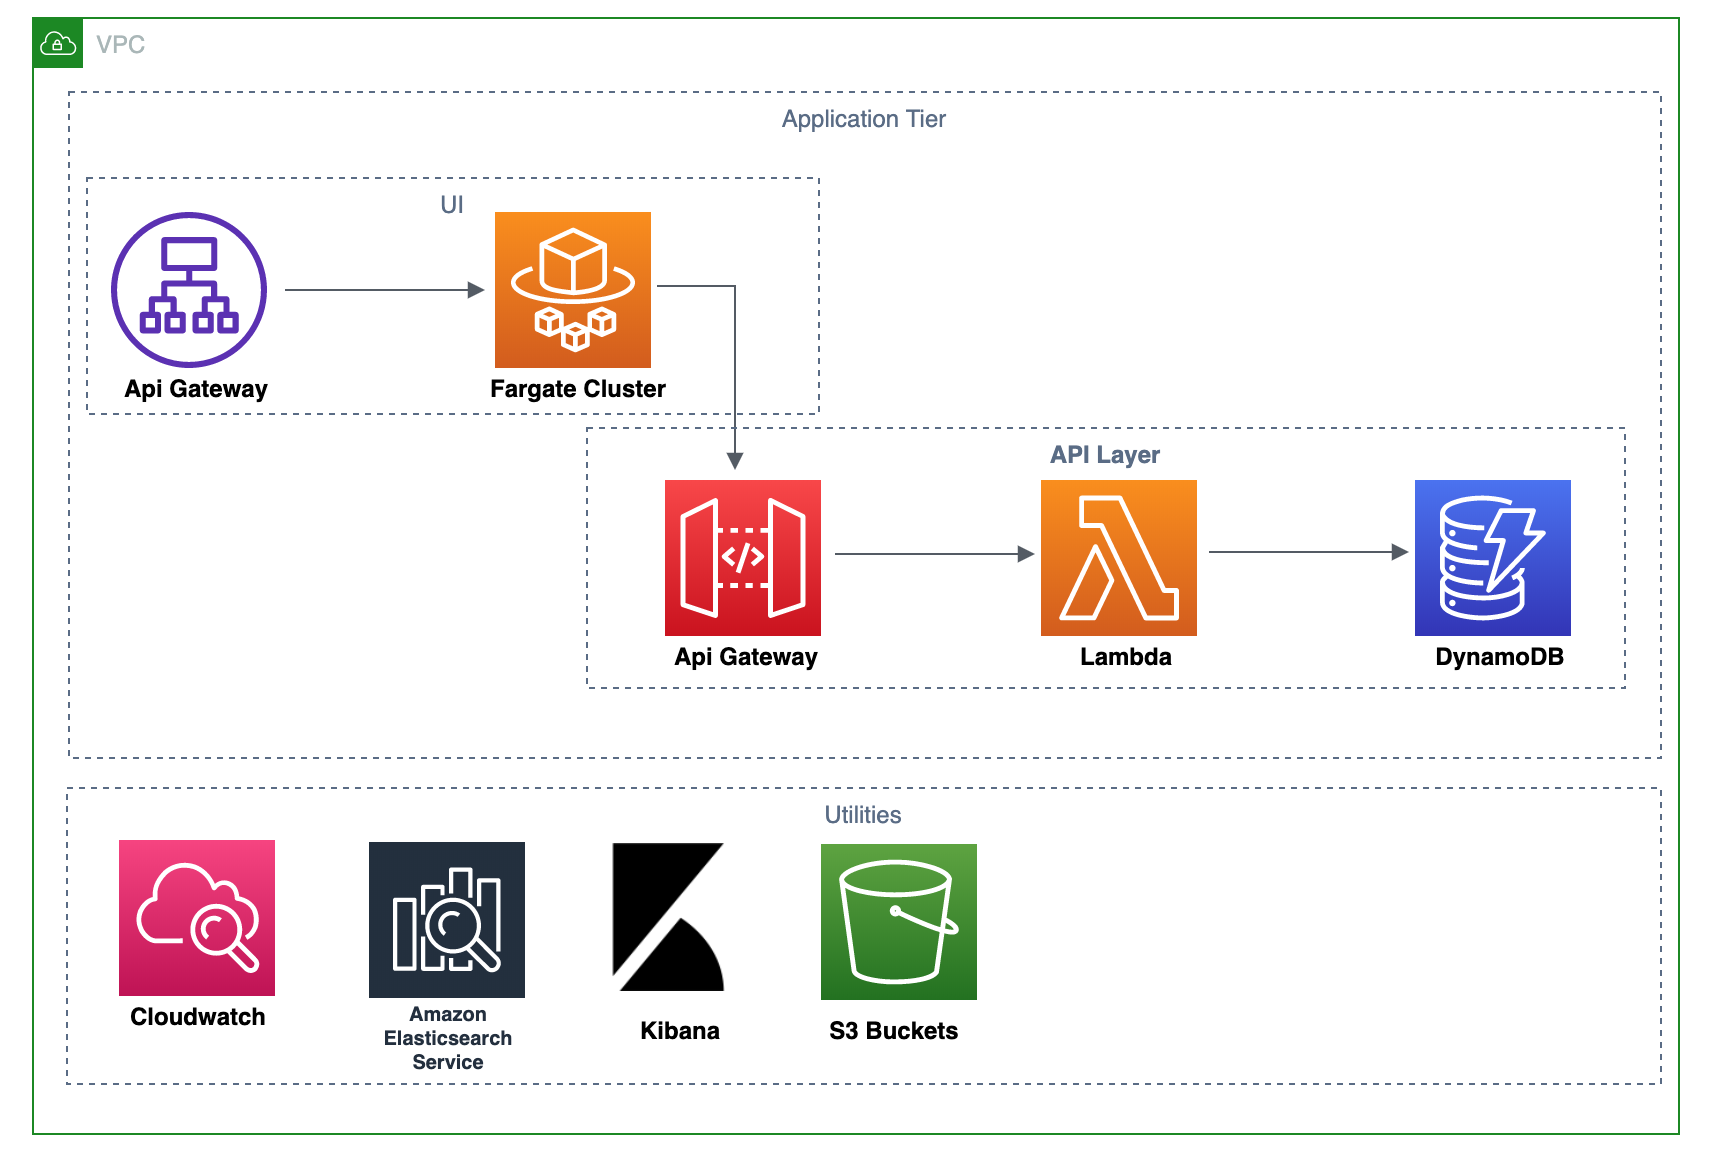 VPC
Application Tier
UI
Api Gateway
Fargate Cluster
API Layer
</>
Api Gateway
Lambda
DynamoDB
Utilities
Cloudwatch
Amazon
Elasticsearch
Service
Kibana
S3 Buckets